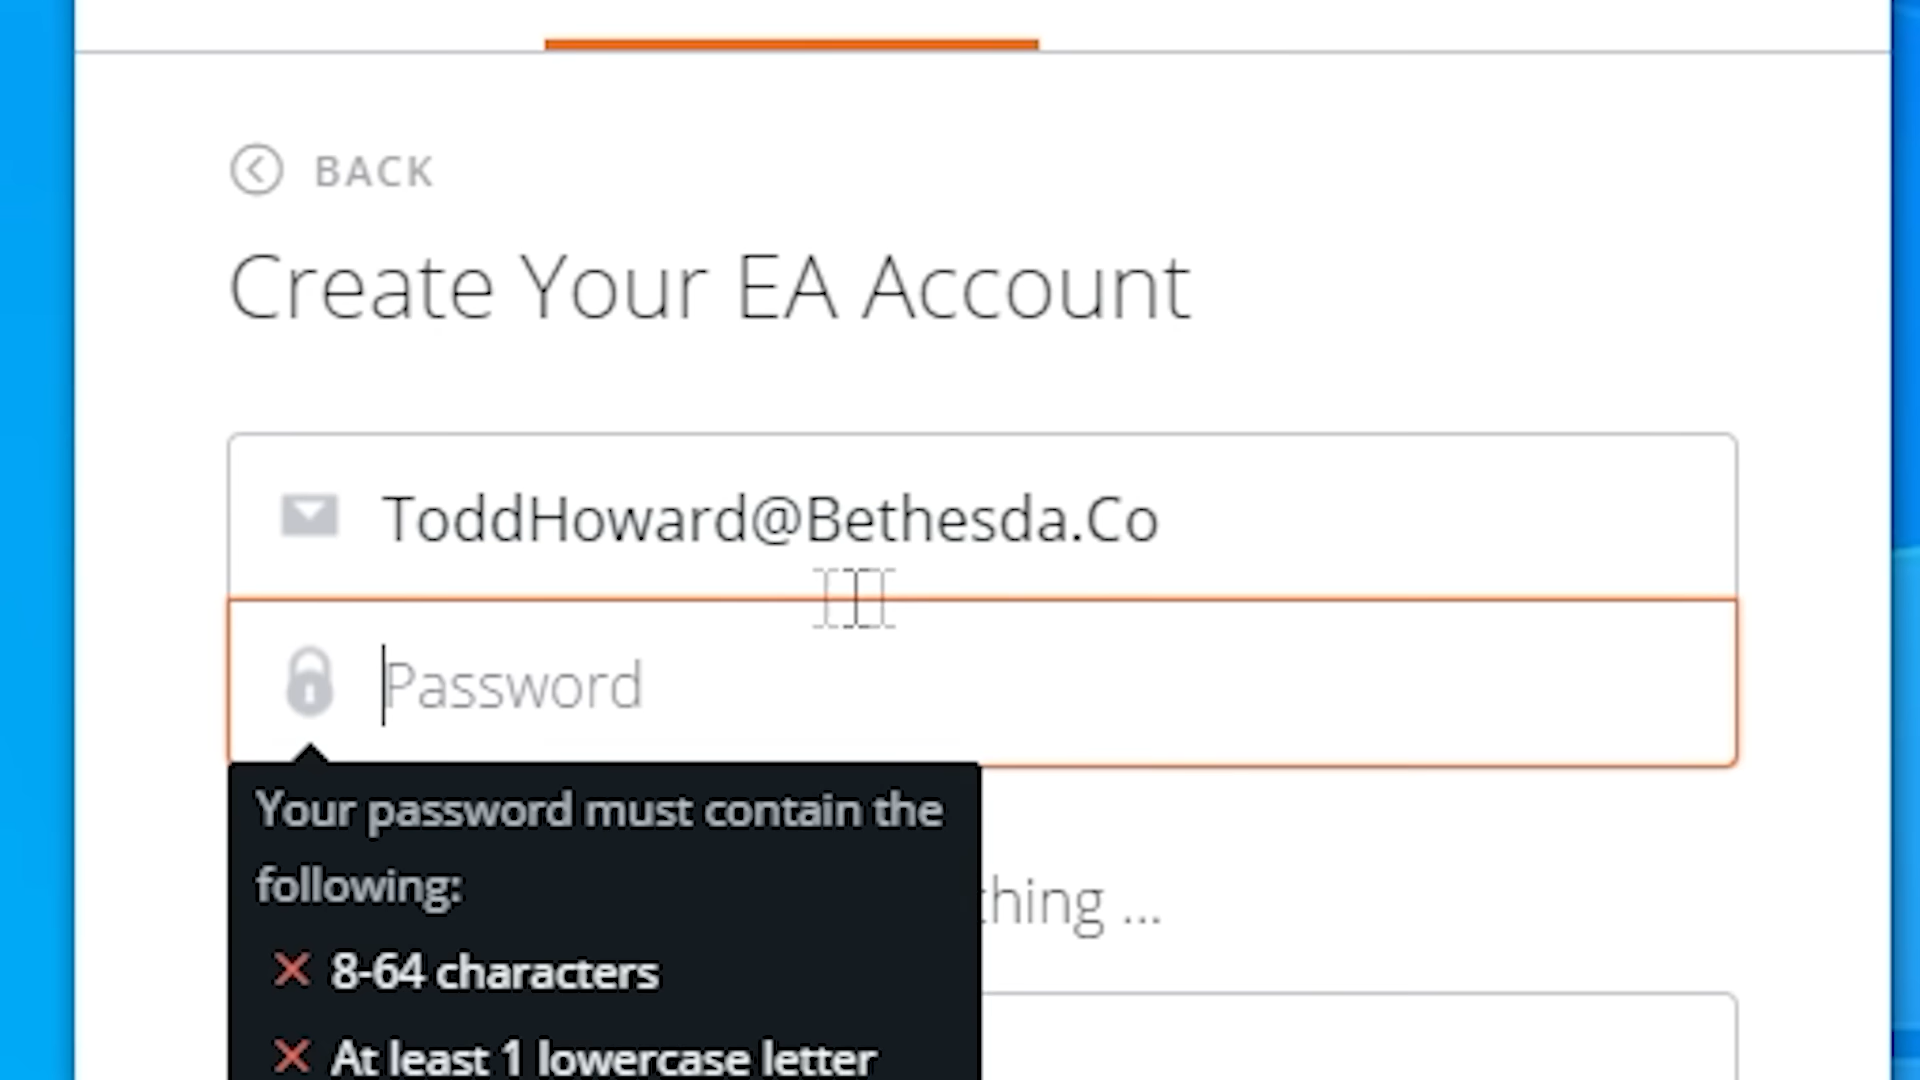 BACK
Create Your EA Account
ToddHoward@Bethesda.Co
Password
Your password must contain the
following:
thing ...
8-64 characters
At least 1 lowercase letter